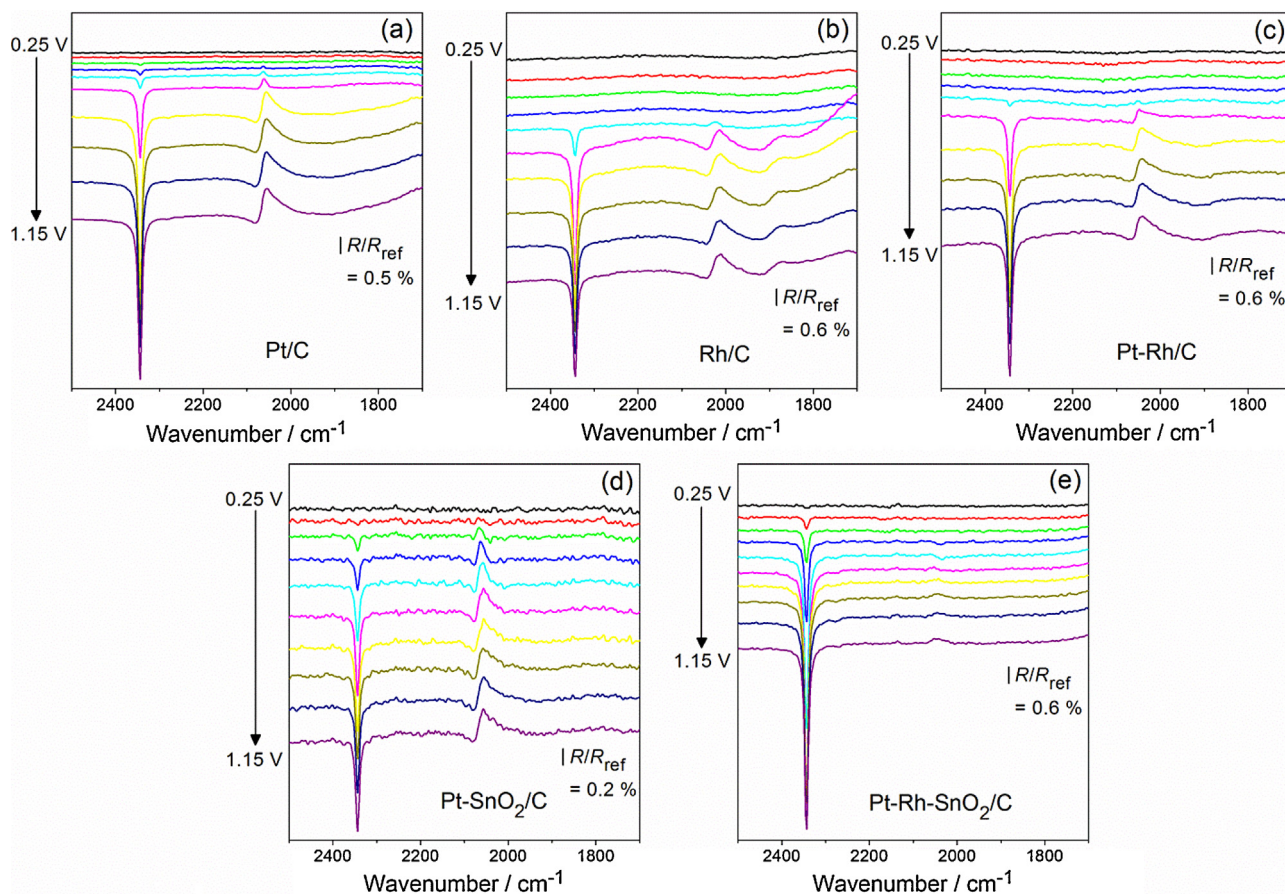 (a)
0.25 V
1.15 V
| R/Rref
= 0.5 %
Pt/C
2400 2200 2000 1800
Wavenumber / cm-1
(b)
0.25 V
1.15 V
| R/Rref
= 0.6 %
Rh/C
2400 2200 2000 1800
Wavenumber / cm-1
(c)
0.25 V
1.15 V
| R/Rref
= 0.6 %
Pt-Rh/C
2400 2200 2000 1800
Wavenumber / cm-1
(d)
0.25 V
1.15 V
| R/Rref
= 0.2 %
Pt-SnO2/C
2400 2200 2000 1800
Wavenumber / cm-1
(e)
0.25 V
1.15 V
| R/Rref
= 0.6 %
Pt-Rh-SnO2/C
2400 2200 2000 1800
Wavenumber / cm-1